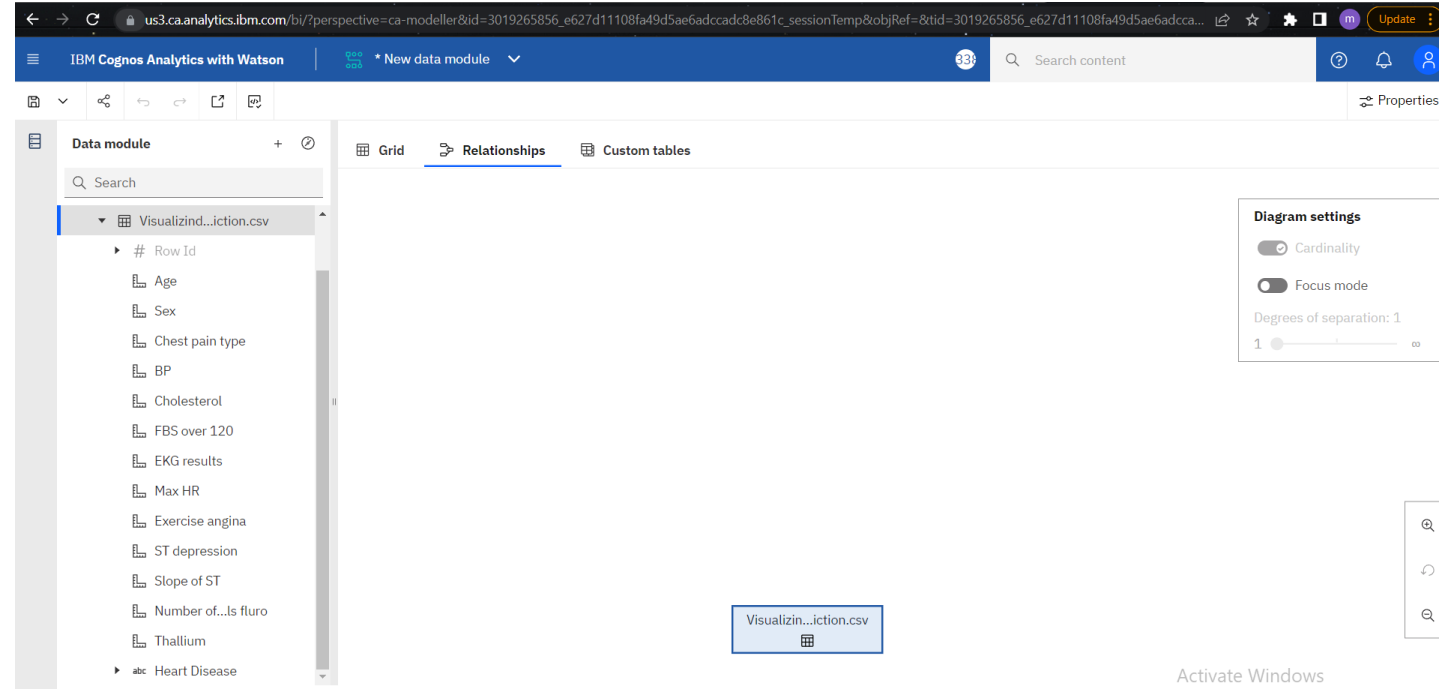 us3.ca.analytics.ibm.com/bi/?perspective=ca-modeller&id=3019265856_e627d11108fa49d5ae6adccadc8e861c_sessionTemp&objRef=&tid=3019265856_e627d11108fa49d5ae6adcca...
m
Update
IBM Cognos Analytics with Watson
* New data module
338
Search content
Properties
Data module
Grid
Relationships
Custom tables
Search
Visualizind...iction.csv
# Row Id
Age
Sex
Chest pain type
BP
Cholesterol
FBS over 120
EKG results
Max HR
Exercise angina
ST depression
Slope of ST
Number of...ls fluro
Thallium
abc Heart Disease
Diagram settings
Cardinality
Focus mode
Degrees of separation: 1
1 ∞
Visualizin...iction.csv
Activate Windows